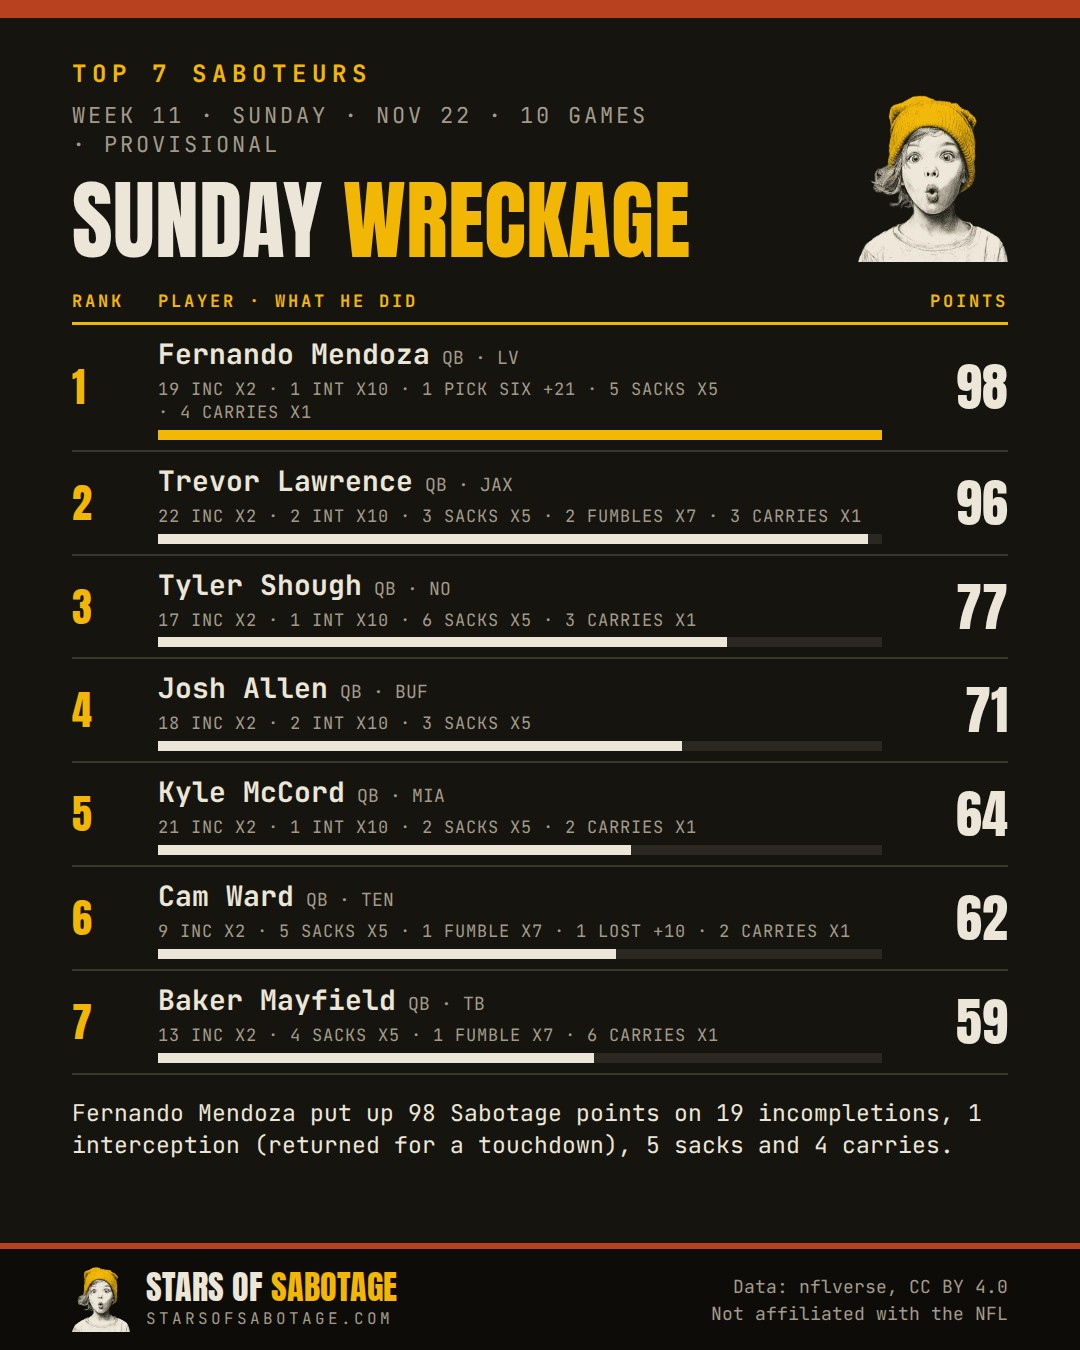 TOP 7 SABOTEURS
WEEK 11 · SUNDAY · NOV 22 · 10 GAMES
· PROVISIONAL
SUNDAY WRECKAGE
RANK PLAYER · WHAT HE DID POINTS
1 Fernando Mendoza QB · LV 98
19 INC X2 · 1 INT X10 · 1 PICK SIX +21 · 5 SACKS X5
· 4 CARRIES X1
2 Trevor Lawrence QB · JAX 96
22 INC X2 · 2 INT X10 · 3 SACKS X5 · 2 FUMBLES X7 · 3 CARRIES X1
3 Tyler Shough QB · NO 77
17 INC X2 · 1 INT X10 · 6 SACKS X5 · 3 CARRIES X1
4 Josh Allen QB · BUF 71
18 INC X2 · 2 INT X10 · 3 SACKS X5
5 Kyle McCord QB · MIA 64
21 INC X2 · 1 INT X10 · 2 SACKS X5 · 2 CARRIES X1
6 Cam Ward QB · TEN 62
9 INC X2 · 5 SACKS X5 · 1 FUMBLE X7 · 1 LOST +10 · 2 CARRIES X1
7 Baker Mayfield QB · TB 59
13 INC X2 · 4 SACKS X5 · 1 FUMBLE X7 · 6 CARRIES X1
Fernando Mendoza put up 98 Sabotage points on 19 incompletions, 1
interception (returned for a touchdown), 5 sacks and 4 carries.
STARS OF SABOTAGE
STARSOFSABOTAGE.COM
Data: nflverse, CC BY 4.0
Not affiliated with the NFL